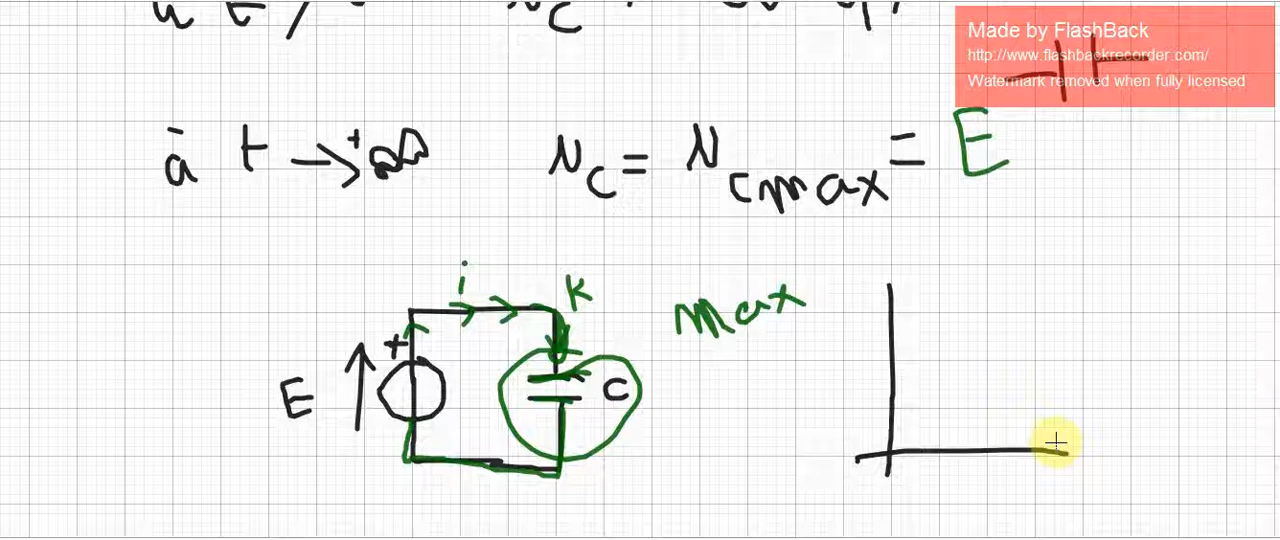 Made by FlashBack
http://www.flashbackrecorder.com/
Watermark removed when fully licensed
à t → +∞ Nc = Ncmax = E
i K max
+
E C